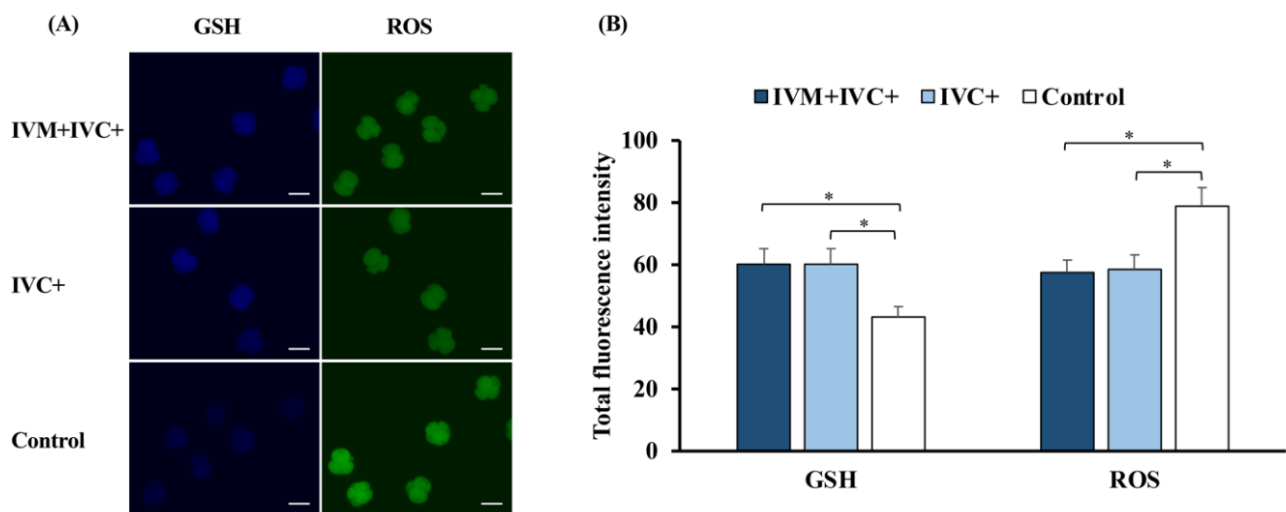 (A)
GSH ROS
IVM+IVC+
IVC+
Control
(B)
IVM+IVC+ IVC+ Control
Total fluorescence intensity
100
80
60
40
20
0
* * * *
GSH ROS